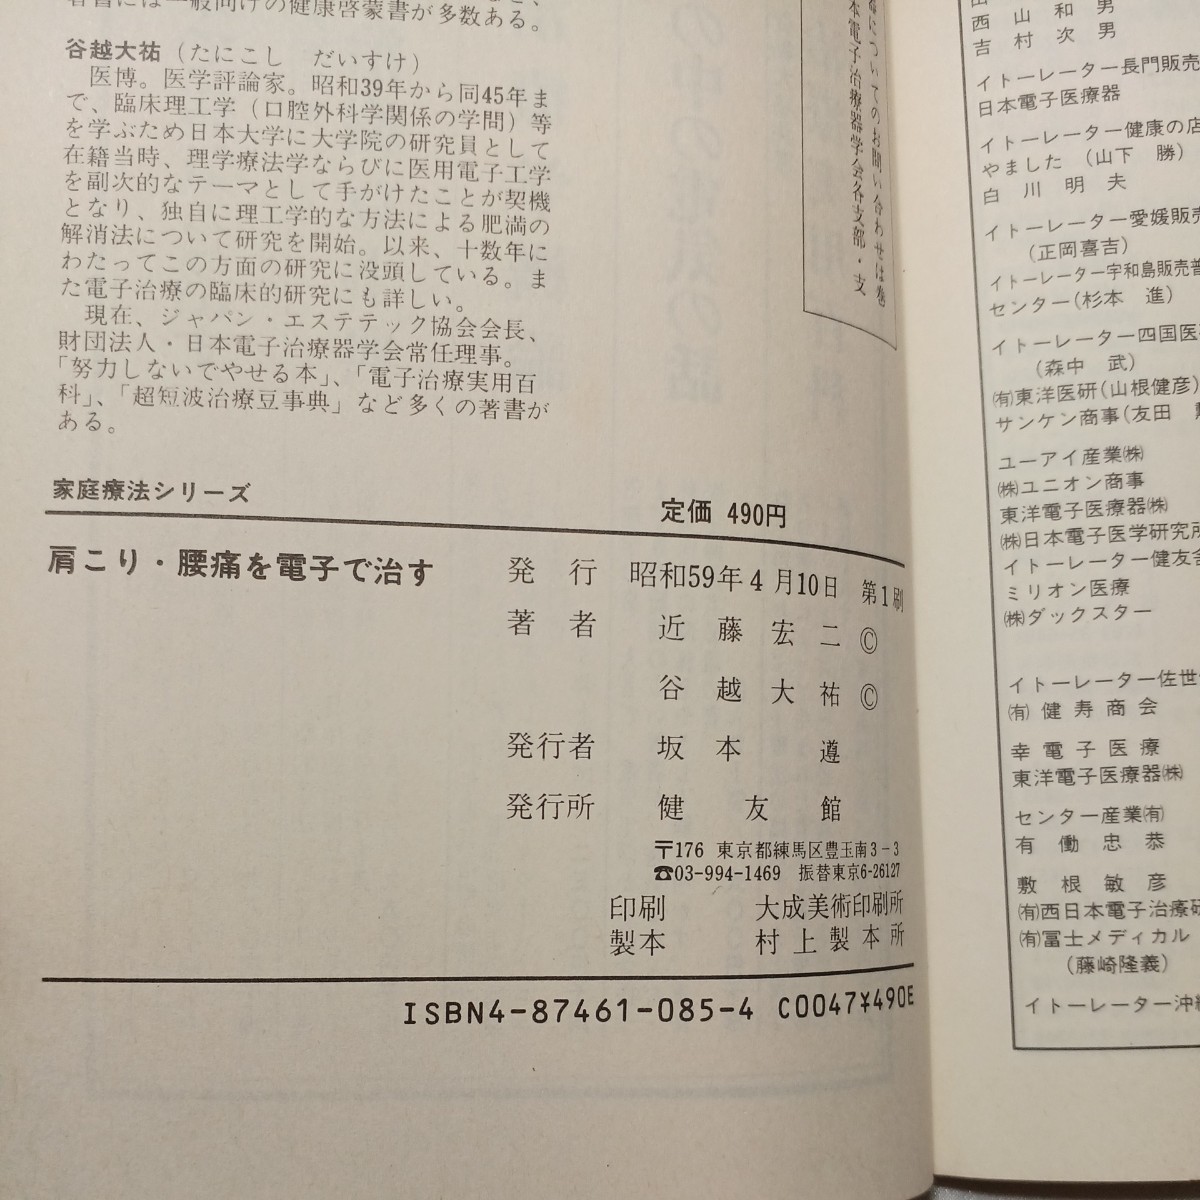 著書には一般向けの健康啓蒙書が多数ある。
谷越大祐（たにこし　だいすけ）
医博。医学評論家。昭和39年から同45年ま
で、臨床理工学（口腔外科学関係の学問）等
を学ぶため日本大学に大学院の研究員として
在籍当時、理学療法学ならびに医用電子工学
を副次的なテーマとして手がけたことが契機
となり、独自に理工学的な方法による肥満の
解消法について研究を開始。以来、十数年に
わたってこの方面の研究に没頭している。ま
た電子治療の臨床的研究にも詳しい。
現在、ジャパン・エステテック協会会長、
財団法人・日本電子治療器学会常任理事。
「努力しないでやせる本」、「電子治療実用百
科」、「超短波治療豆事典」など多くの著書が
ある。
家庭療法シリーズ
定価 490円
肩こり・腰痛を電子で治す
発行　昭和59年4月10日　第1刷
著者　近藤宏二 ©
谷越大祐 ©
発行者　坂本　遵
発行所　健友館
〒176 東京都練馬区豊玉南3－3
☎03-994-1469　振替東京6-26127
印刷　大成美術印刷所
製本　村上製本所
ISBN4-87461-085-4 C0047¥490E
についてのお問い合わせは巻
本電子治療器学会各支部・支
西山和男
吉村次男
イトーレーター長門販売
日本電子医療器
イトーレーター健康の店
やました（山下　勝）
白川明夫
イトーレーター愛媛販売
（正岡喜吉）
イトーレーター宇和島販売普
センター（杉本　進）
イトーレーター四国医
（森中　武）
㈲東洋医研（山根健彦）
サンケン商事（友田
ユーアイ産業㈱
㈱ユニオン商事
東洋電子医療器㈱
㈱日本電子医学研究所
イトーレーター健友舎
ミリオン医療
㈱ダックスター
イトーレーター佐世
㈲健寿商会
幸電子医療
東洋電子医療器㈱
センター産業㈲
有働忠恭
敷根敏彦
㈲西日本電子治療研
㈲冨士メディカル
（藤崎隆義）
イトーレーター沖縄